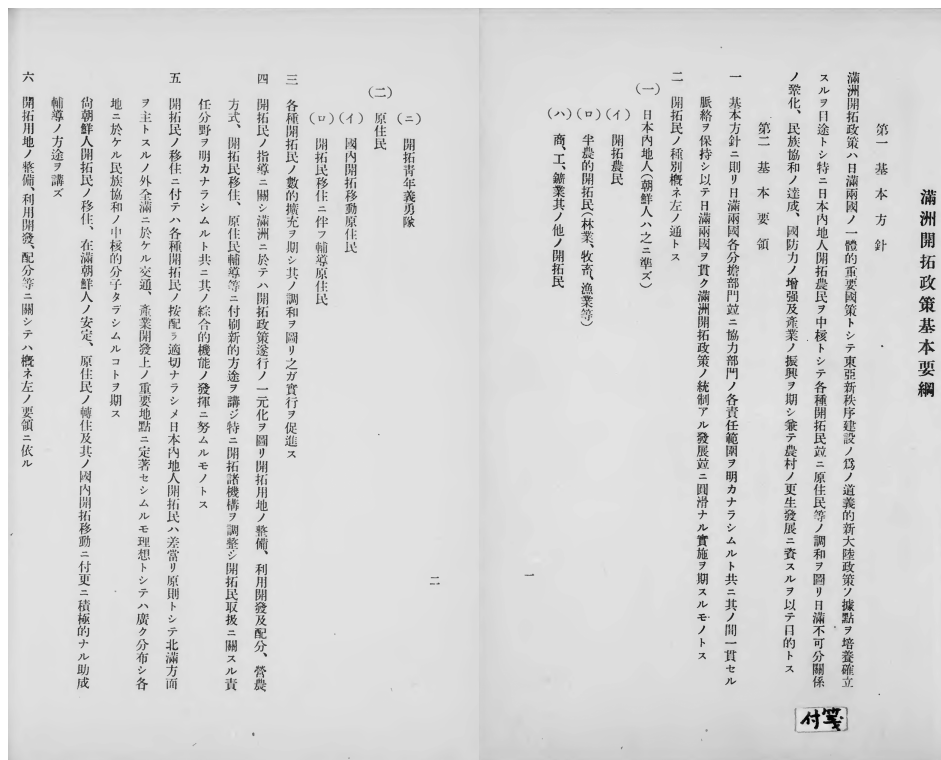 滿洲開拓政策基本要綱
第一　基本方針
滿洲開拓政策ハ日滿兩國ノ一體的重要國策トシテ東亞新秩序建設ノ爲ノ道義的新大陸政策ノ據點ヲ培養確立
スルヲ目途トシ特ニ日本內地人開拓農民ヲ中核トシテ各種開拓民竝ニ原住民等ノ調和ヲ圖リ日滿不可分關係
ノ鞏化、民族協和ノ達成、國防力ノ增强及產業ノ振興ヲ期シ兼テ農村ノ更生發展ニ資スルヲ以テ目的トス
第二　基本要領
一　基本方針ニ則リ日滿兩國各分擔部門竝ニ協力部門ノ各責任範圍ヲ明カナラシムルト共ニ其ノ間一貫セル
脈絡ヲ保持シ以テ日滿兩國ヲ貫ク滿洲開拓政策ノ統制アル發展竝ニ圓滑ナル實施ヲ期スルモノトス
二　開拓民ノ種別槪ネ左ノ通トス
(一)　日本內地人(朝鮮人ハ之ニ準ズ)
(イ)　開拓農民
(ロ)　半農的開拓民(林業、牧畜、漁業等)
(ハ)　商、工、鑛業其ノ他ノ開拓民
一
付箋
(ニ)　開拓靑年義勇隊
(二)　原住民
(イ)　國內開拓移動原住民
(ロ)　開拓民移住ニ伴フ輔導原住民
三　各種開拓民ノ數的擴充ヲ期シ其ノ調和ヲ圖リ之ガ實行ヲ促進ス
四　開拓民ノ指導ニ關シ滿洲ニ於テハ開拓政策遂行ノ一元化ヲ圖リ開拓用地ノ整備、利用開發及配分、營農
方式、開拓民移住、原住民輔導等ニ付刷新的方途ヲ講ジ特ニ開拓諸機構ヲ調整シ開拓民取扱ニ關スル責
任分野ヲ明カナラシムルト共ニ其ノ綜合的機能ノ發揮ニ努ムルモノトス
五　開拓民ノ移住ニ付テハ各種開拓民ノ按配ヲ適切ナラシメ日本內地人開拓民ハ差當リ原則トシテ北滿方面
ヲ主トスルノ外全滿ニ於ケル交通、產業開發上ノ重要地點ニ定著セシムルモ理想トシテハ廣ク分布シ各
地ニ於ケル民族協和ノ中核的分子タラシムルコトヲ期ス
尙朝鮮人開拓民ノ移住、在滿朝鮮人ノ安定、原住民ノ轉住及其ノ國內開拓移動ニ付更ニ積極的ナル助成
輔導ノ方途ヲ講ズ
六　開拓用地ノ整備、利用開發、配分等ニ關シテハ槪ネ左ノ要領ニ依ル
二